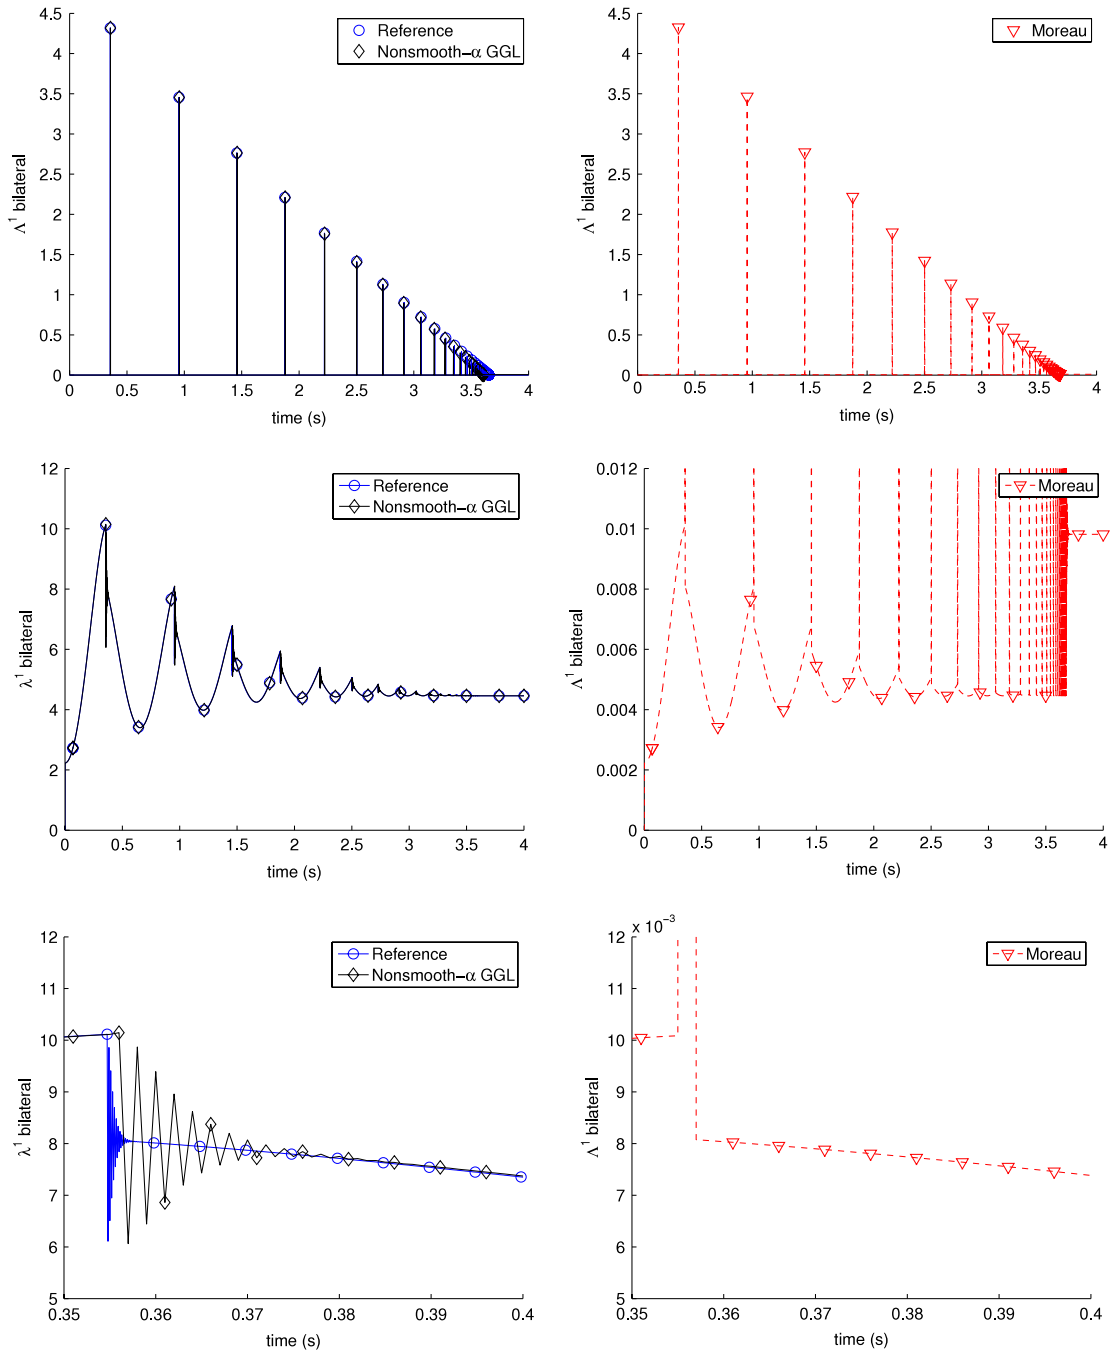 4.5
4
3.5
3
2.5
2
1.5
1
0.5
0
Λ¹ bilateral
Reference
Nonsmooth−α GGL
0 0.5 1 1.5 2 2.5 3 3.5 4
time (s)
4.5
4
3.5
3
2.5
2
1.5
1
0.5
0
Λ¹ bilateral
Moreau
0 0.5 1 1.5 2 2.5 3 3.5 4
time (s)
12
10
8
6
4
2
0
λ¹ bilateral
Reference
Nonsmooth−α GGL
0 0.5 1 1.5 2 2.5 3 3.5 4
time (s)
0.012
0.01
0.008
0.006
0.004
0.002
0
Λ¹ bilateral
Moreau
0 0.5 1 1.5 2 2.5 3 3.5 4
time (s)
12
11
10
9
8
7
6
5
λ¹ bilateral
Reference
Nonsmooth−α GGL
0.35 0.36 0.37 0.38 0.39 0.4
time (s)
x 10⁻³
12
11
10
9
8
7
6
5
Λ¹ bilateral
Moreau
0.35 0.36 0.37 0.38 0.39 0.4
time (s)